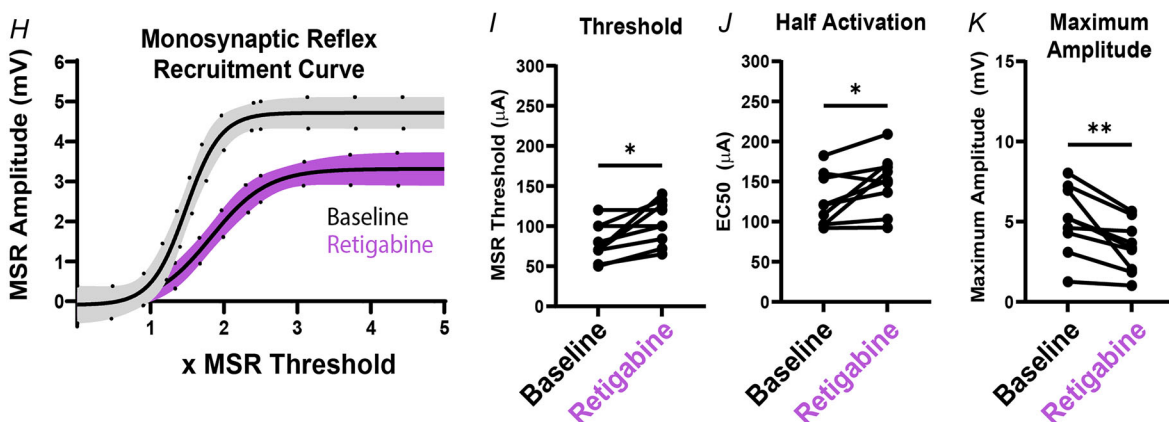 H
Monosynaptic Reflex
Recruitment Curve
MSR Amplitude (mV)
6
5
4
3
2
1
0
1
2
3
4
5
x MSR Threshold
Baseline
Retigabine
I
Threshold
MSR Threshold (μA)
300
250
200
150
100
50
0
*
Baseline
Retigabine
J
Half Activation
EC50 (μA)
300
250
200
150
100
50
0
*
Baseline
Retigabine
K
Maximum
Amplitude
Maximum Amplitude (mV)
15
10
5
0
**
Baseline
Retigabine